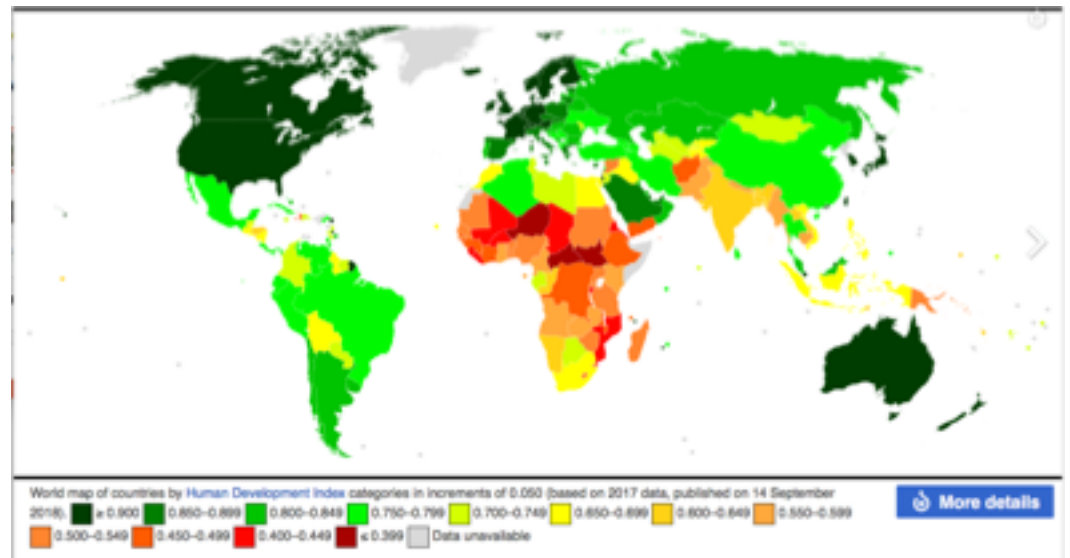 World map of countries by Human Development Index categories in increments of 0.050 (based on 2017 data, published on 14 September
2018). ≥ 0.900 0.850–0.899 0.800–0.849 0.750–0.799 0.700–0.749 0.650–0.699 0.600–0.649 0.550–0.599
0.500–0.549 0.450–0.499 0.400–0.449 ≤ 0.399 Data unavailable
More details